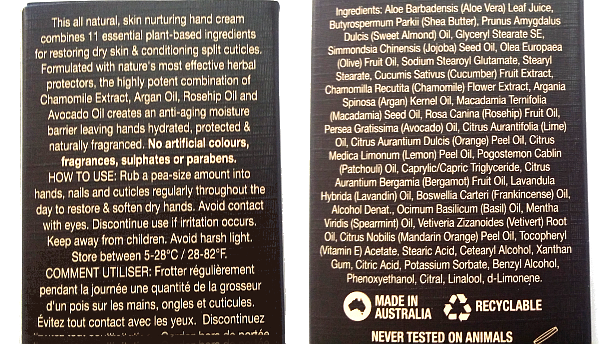 This all natural, skin nurturing hand cream
combines 11 essential plant-based ingredients
for restoring dry skin & conditioning split cuticles.
Formulated with nature's most effective herbal
protectors, the highly potent combination of
Chamomile Extract, Argan Oil, Rosehip Oil and
Avocado Oil creates an anti-aging moisture
barrier leaving hands hydrated, protected &
naturally fragranced. No artificial colours,
fragrances, sulphates or parabens.
HOW TO USE: Rub a pea-size amount into
hands, nails and cuticles regularly throughout the
day to restore & soften dry hands. Avoid contact
with eyes. Discontinue use if irritation occurs.
Keep away from children. Avoid harsh light.
Store between 5-28°C / 28-82°F.
COMMENT UTILISER: Frotter régulièrement
pendant la journée une quantité de la grosseur
d'un pois sur les mains, ongles et cuticules.
Évitez tout contact avec les yeux. Discontinuez
Ingredients: Aloe Barbadensis (Aloe Vera) Leaf Juice,
Butyrospermum Parkii (Shea Butter), Prunus Amygdalus
Dulcis (Sweet Almond) Oil, Glyceryl Stearate SE,
Simmondsia Chinensis (Jojoba) Seed Oil, Olea Europaea
(Olive) Fruit Oil, Sodium Stearoyl Glutamate, Stearyl
Stearate, Cucumis Sativus (Cucumber) Fruit Extract,
Chamomilla Recutita (Chamomile) Flower Extract, Argania
Spinosa (Argan) Kernel Oil, Macadamia Ternifolia
(Macadamia) Seed Oil, Rosa Canina (Rosehip) Fruit Oil,
Persea Gratissima (Avocado) Oil, Citrus Aurantifolia (Lime)
Oil, Citrus Aurantium Dulcis (Orange) Peel Oil, Citrus
Medica Limonum (Lemon) Peel Oil, Pogostemon Cablin
(Patchouli) Oil, Caprylic/Capric Triglyceride, Citrus
Aurantium Bergamia (Bergamot) Fruit Oil, Lavandula
Hybrida (Lavandin) Oil, Boswellia Carteri (Frankincense) Oil,
Alcohol Denat., Ocimum Basilicum (Basil) Oil, Mentha
Viridis (Spearmint) Oil, Vetiveria Zizanoides (Vetivert) Root
Oil, Citrus Nobilis (Mandarin Orange) Peel Oil, Tocopheryl
(Vitamin E) Acetate, Stearic Acid, Cetearyl Alcohol, Xanthan
Gum, Citric Acid, Potassium Sorbate, Benzyl Alcohol,
Phenoxyethanol, Citral, Linalool, d-Limonene.
MADE IN
AUSTRALIA
RECYCLABLE
NEVER TESTED ON ANIMALS